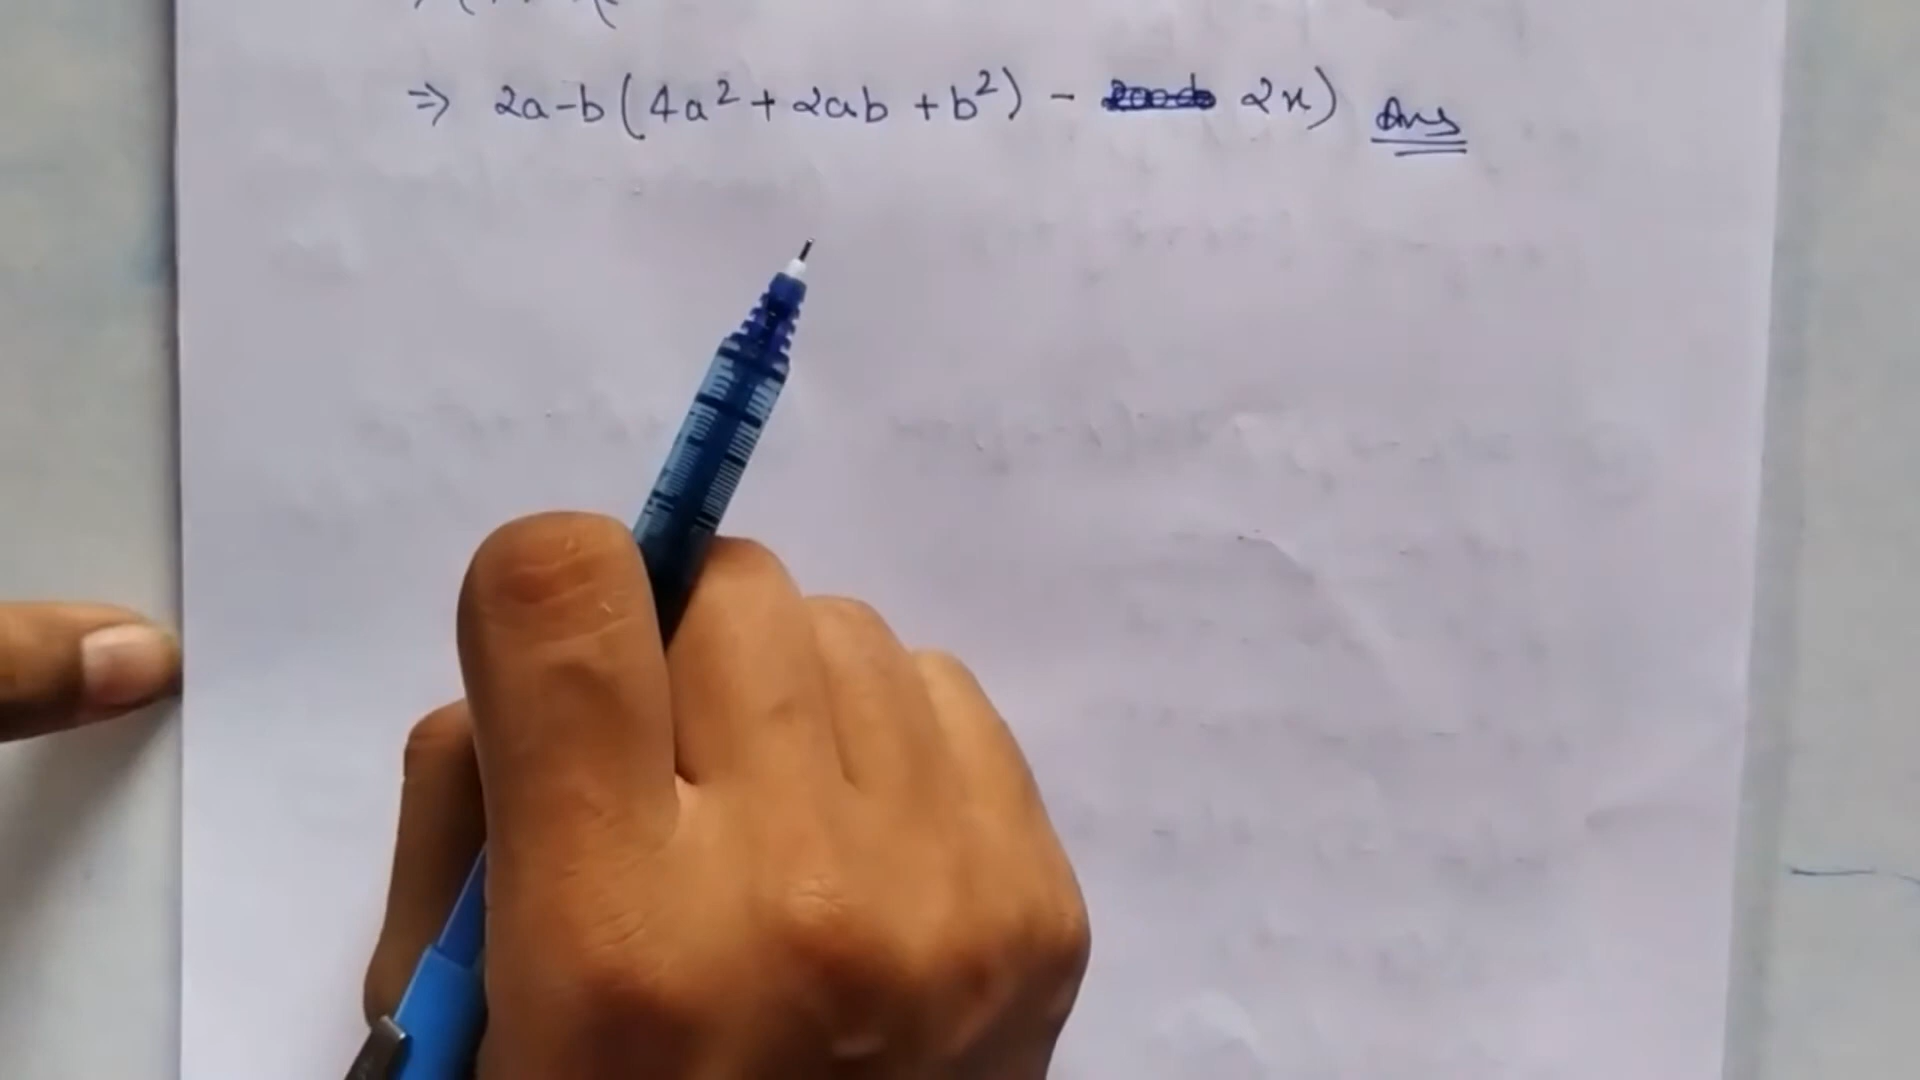 ⇒ 2a-b(4a²+2ab+b²) - 2x) Ans